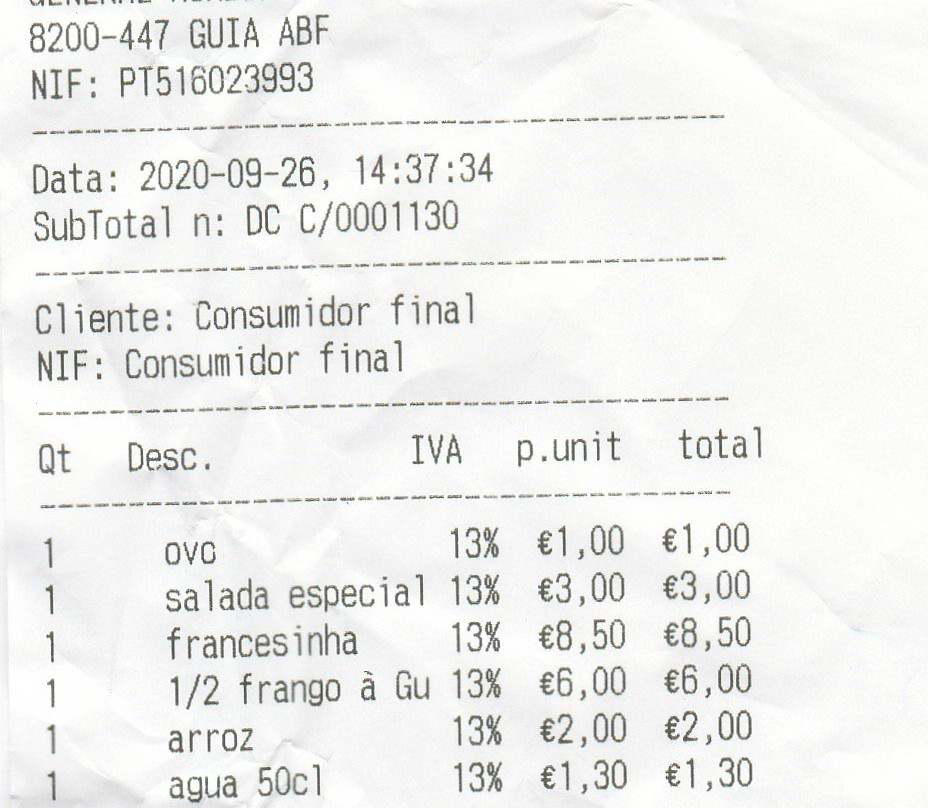 8200-447 GUIA ABF
NIF: PT516023993
Data: 2020-09-26, 14:37:34
SubTotal n: DC C/0001130
Cliente: Consumidor final
NIF: Consumidor final
Qt Desc. IVA p.unit total
1 ovo 13% €1,00 €1,00
1 salada especial 13% €3,00 €3,00
1 francesinha 13% €8,50 €8,50
1 1/2 frango à Gu 13% €6,00 €6,00
1 arroz 13% €2,00 €2,00
1 agua 50cl 13% €1,30 €1,30